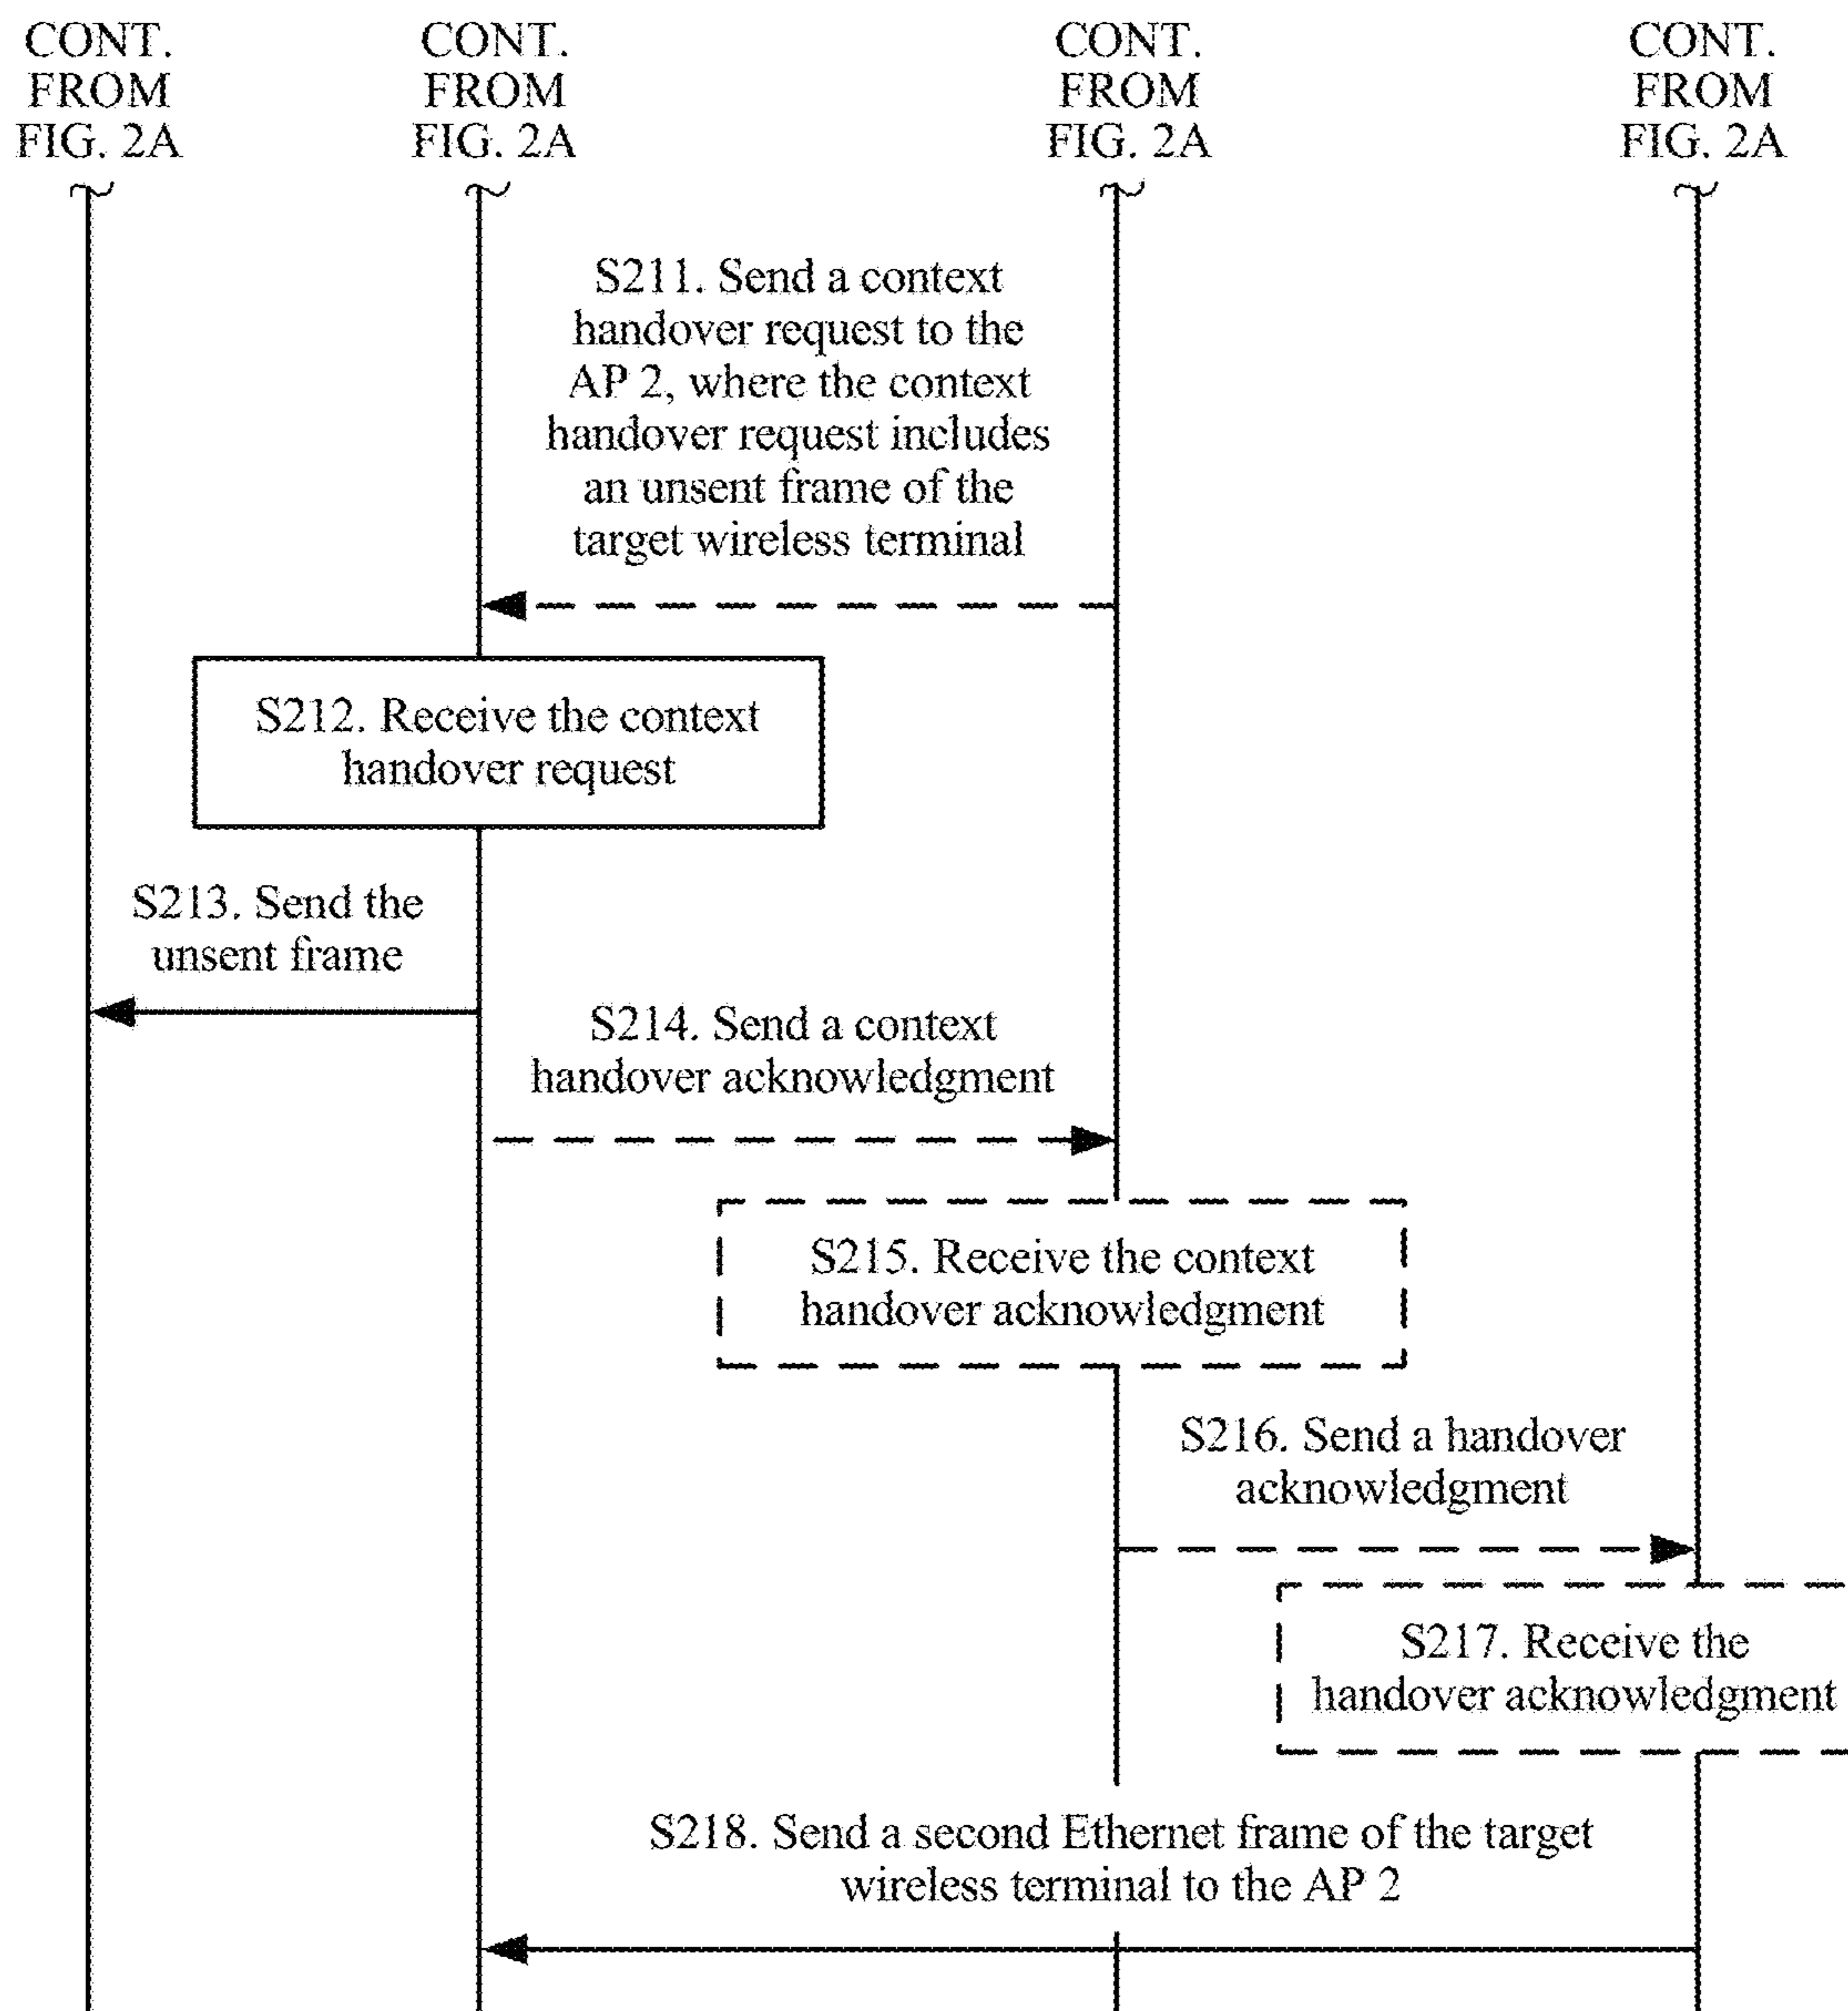 CONT.
FROM
FIG. 2A
CONT.
FROM
FIG. 2A
CONT.
FROM
FIG. 2A
CONT.
FROM
FIG. 2A
S211. Send a context
handover request to the
AP 2, where the context
handover request includes
an unsent frame of the
target wireless terminal
S212. Receive the context
handover request
S213. Send the
unsent frame
S214. Send a context
handover acknowledgment
S215. Receive the context
handover acknowledgment
S216. Send a handover
acknowledgment
S217. Receive the
handover acknowledgment
S218. Send a second Ethernet frame of the target
wireless terminal to the AP 2